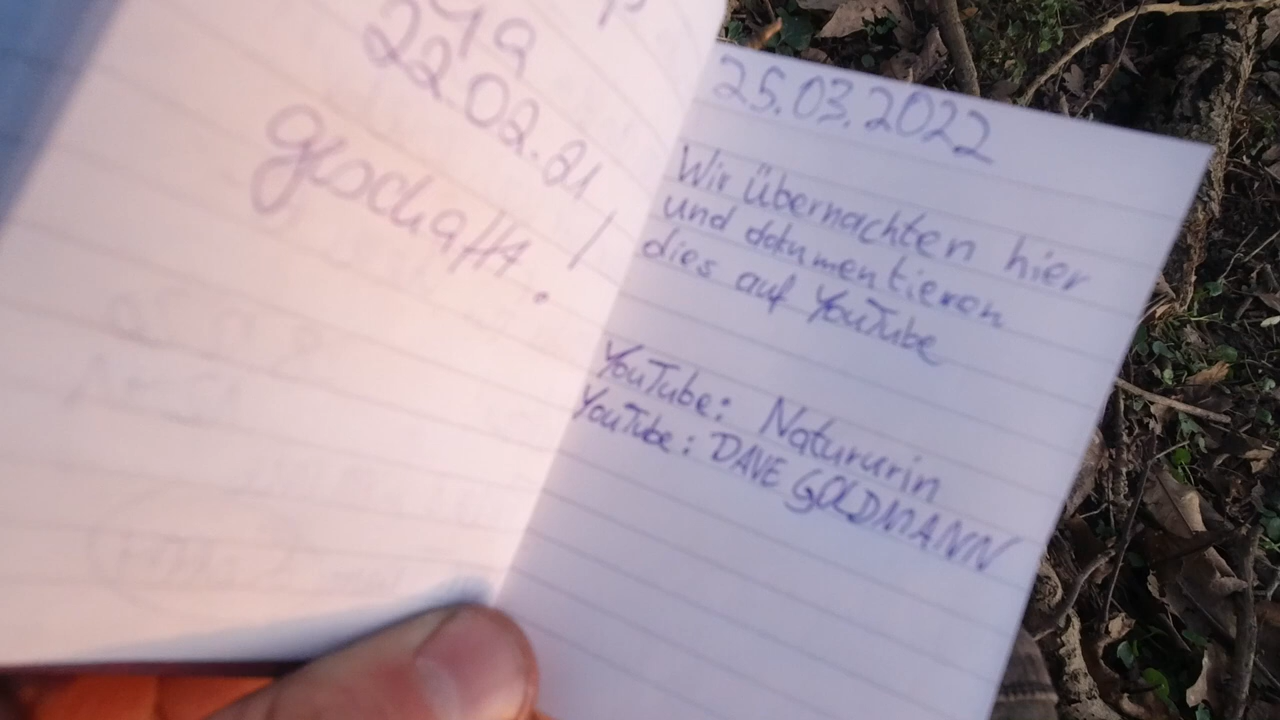 22.02.21
geschafft!
25.03.2022
Wir übernachten hier
und dokumentieren
dies auf YouTube
YouTube: Natururin
YouTube: DAVE GOLDMANN